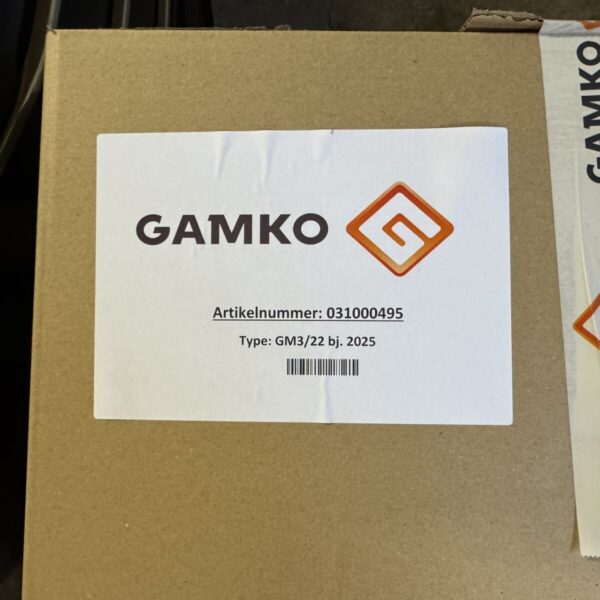 GAMKO
Artikelnummer: 031000495
Type: GM3/22 bj. 2025
GAMKO